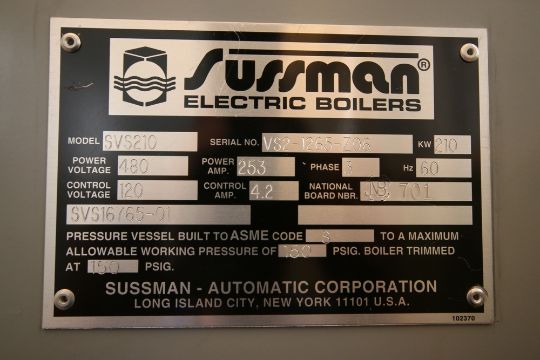 Sussman®
ELECTRIC BOILERS
MODEL SVS210 SERIAL NO. VS2-1265-Z06 KW 210
POWER VOLTAGE 480 POWER AMP. 253 PHASE 3 Hz 60
CONTROL VOLTAGE 120 CONTROL AMP. 4.2 NATIONAL BOARD NBR. NB 701
SVS16765-01
PRESSURE VESSEL BUILT TO ASME CODE TO A MAXIMUM
ALLOWABLE WORKING PRESSURE OF PSIG. BOILER TRIMMED
AT 150 PSIG.
SUSSMAN - AUTOMATIC CORPORATION
LONG ISLAND CITY, NEW YORK 11101 U.S.A.
102370